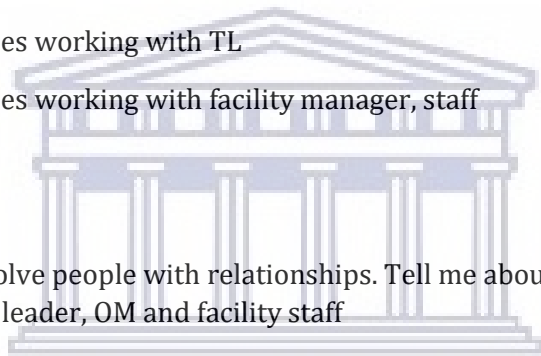 es working with TL
es working with facility manager, staff
olve people with relationships. Tell me abou
leader, OM and facility staff